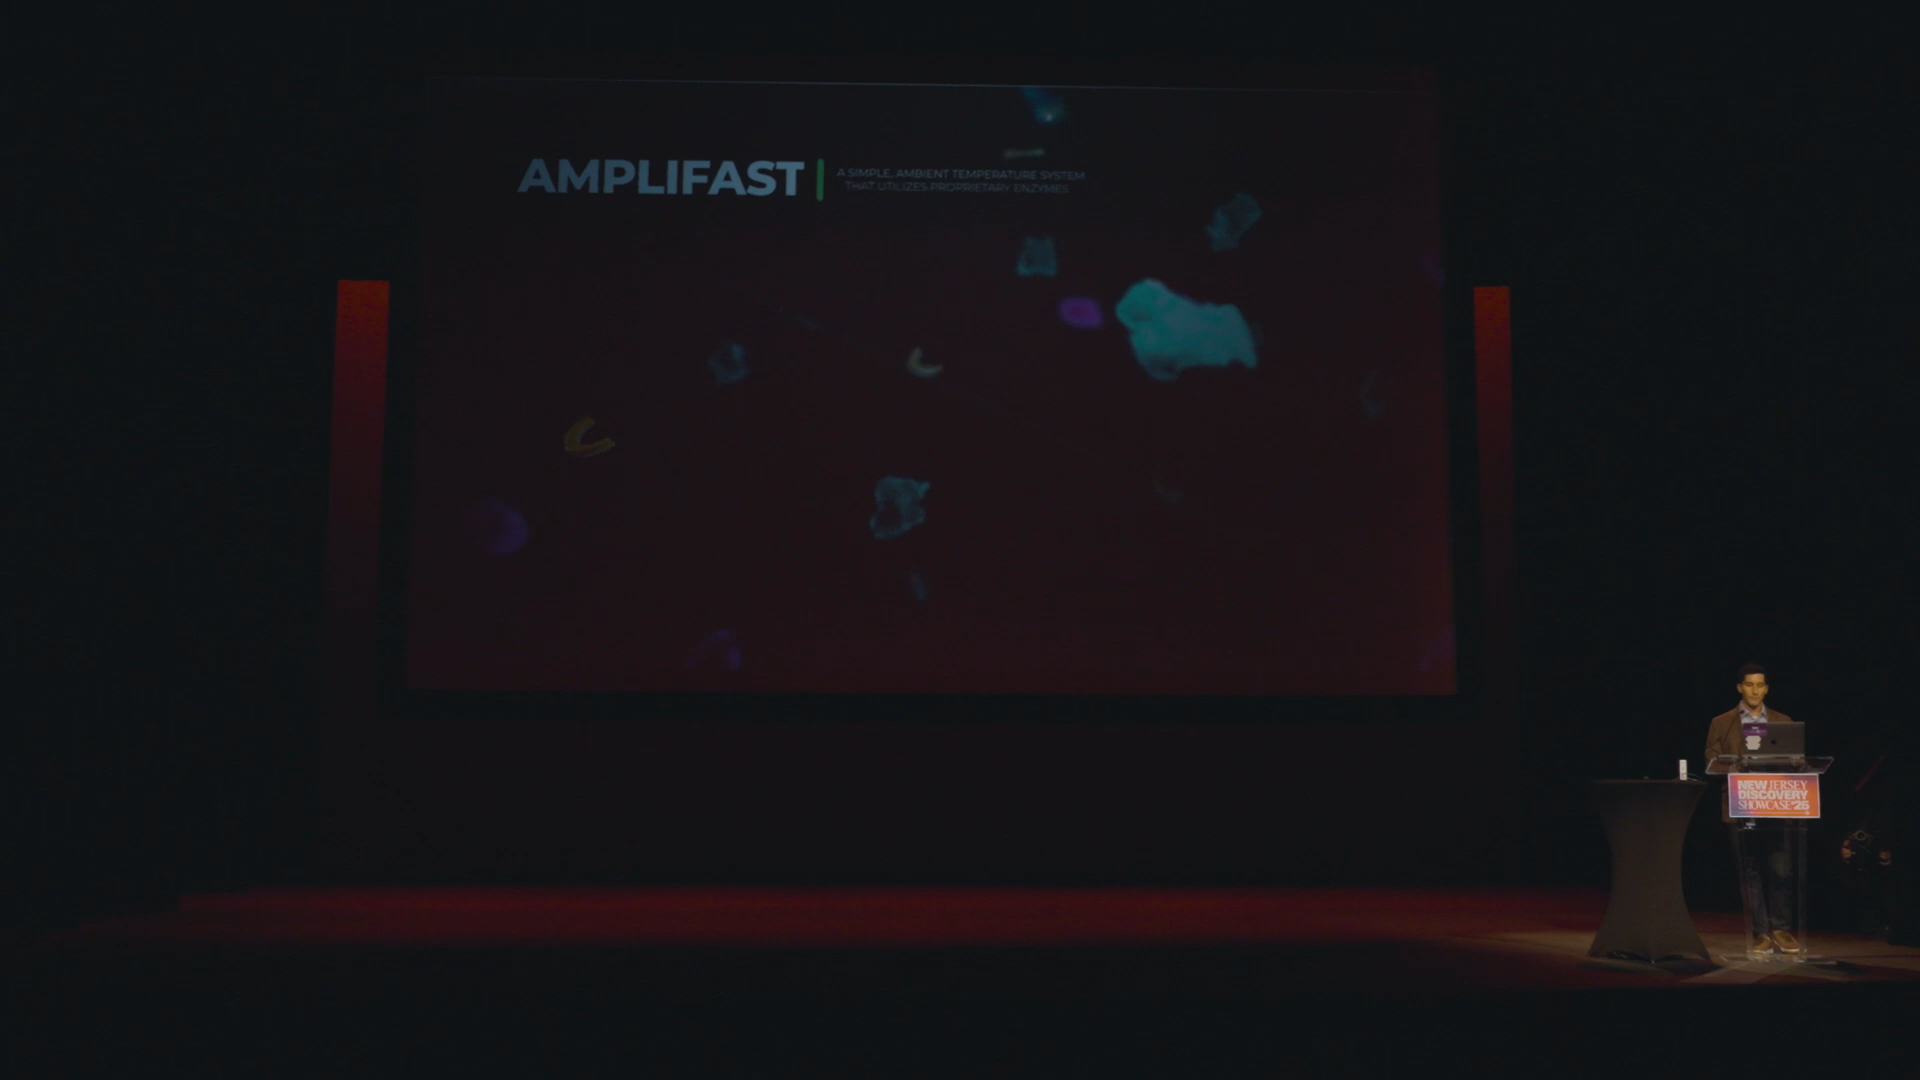 AMPLIFAST
A SIMPLE, AMBIENT TEMPERATURE SYSTEM
THAT UTILIZES PROPRIETARY ENZYMES
NEW JERSEY
DISCOVERY
SHOWCASE'25